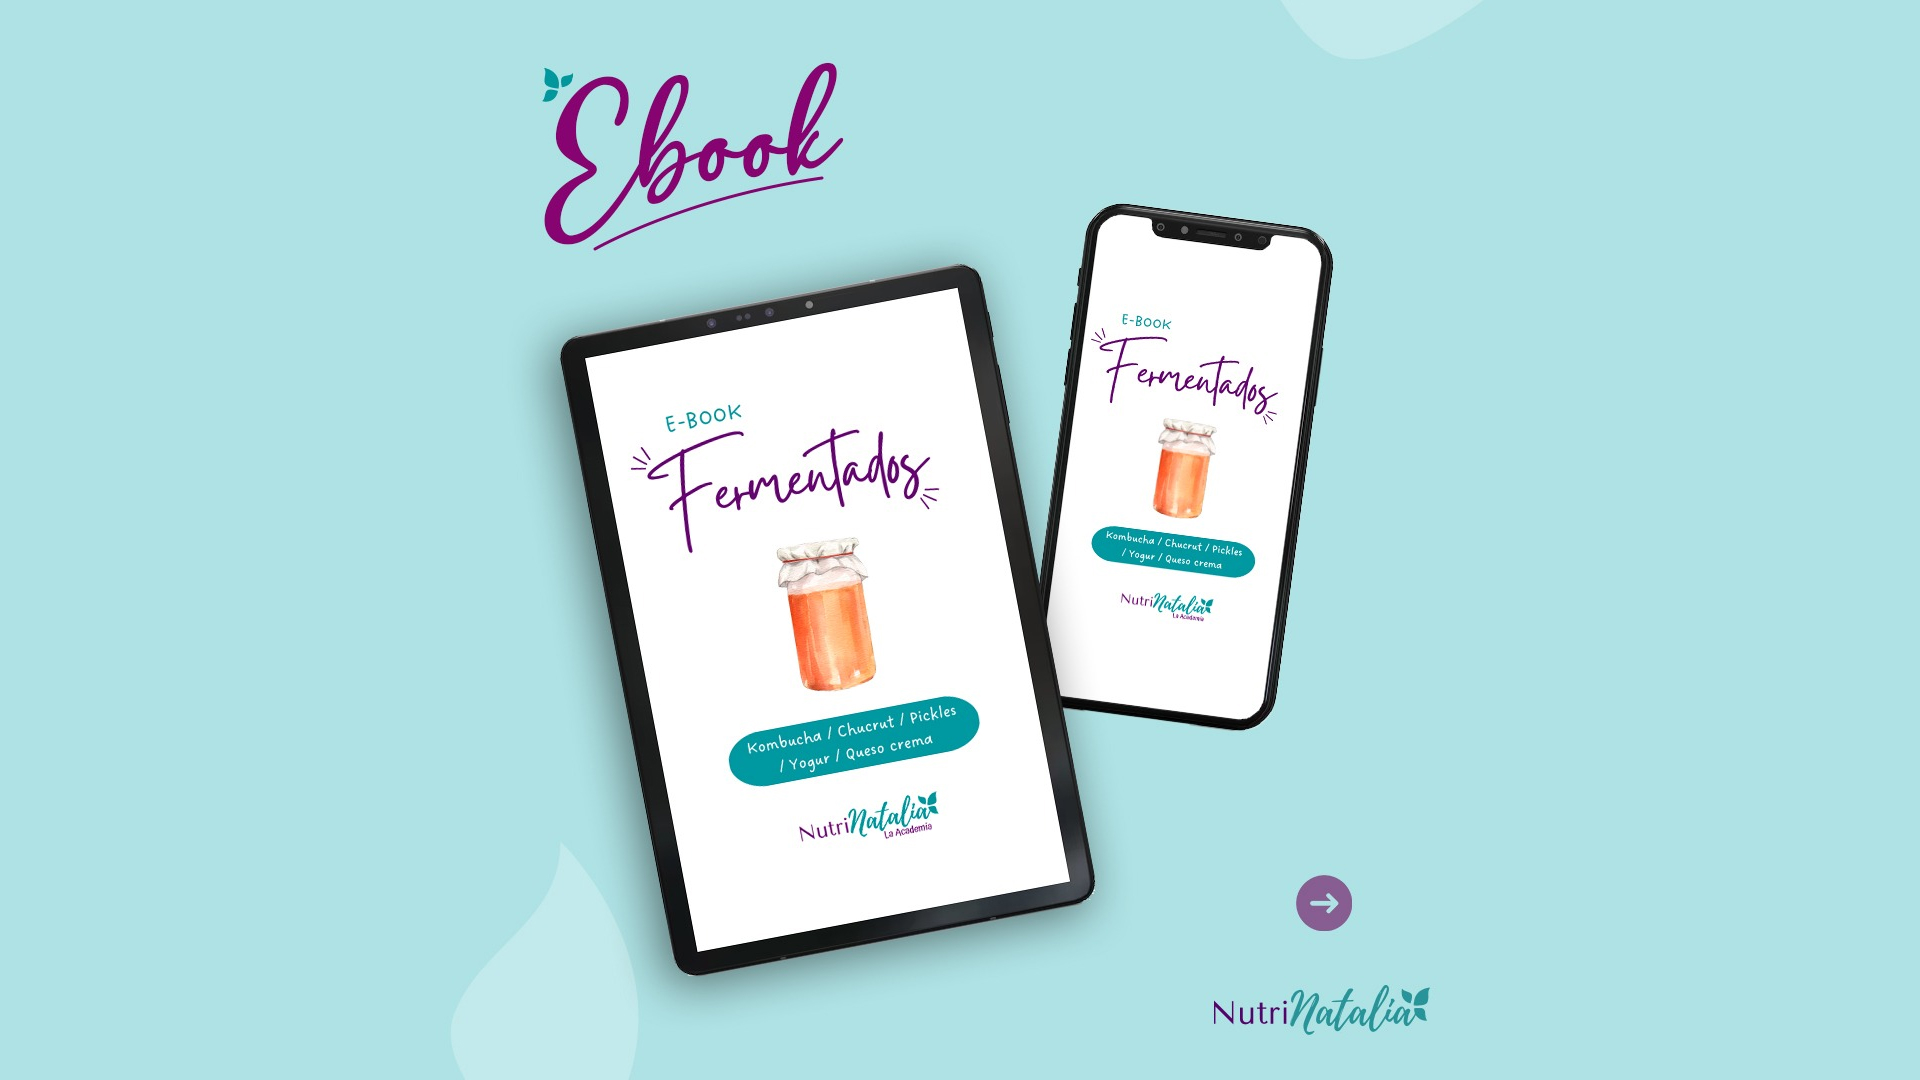 Ebook
E-BOOK
Fermentados
Kombucha / Chucrut / Pickles
/ Yogur / Queso crema
NutriNatalia
La Academia
E-BOOK
Fermentados
Kombucha / Chucrut / Pickles
/ Yogur / Queso crema
NutriNatalia
La Academia
NutriNatalia